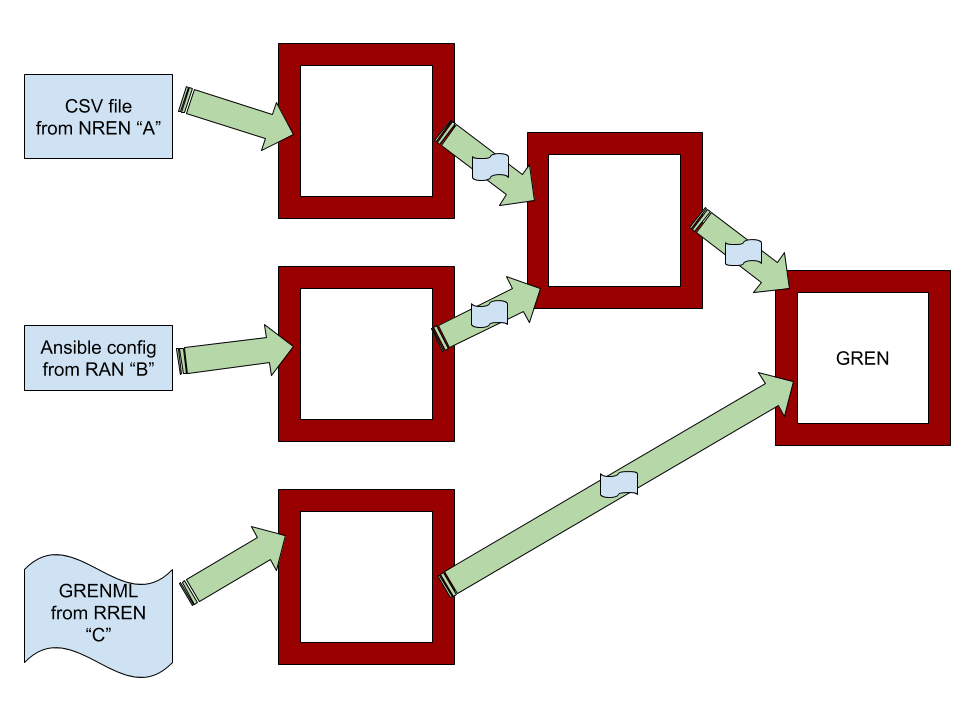 CSV file
from NREN “A”
Ansible config
from RAN “B”
GREN
GRENML
from RREN
“C”